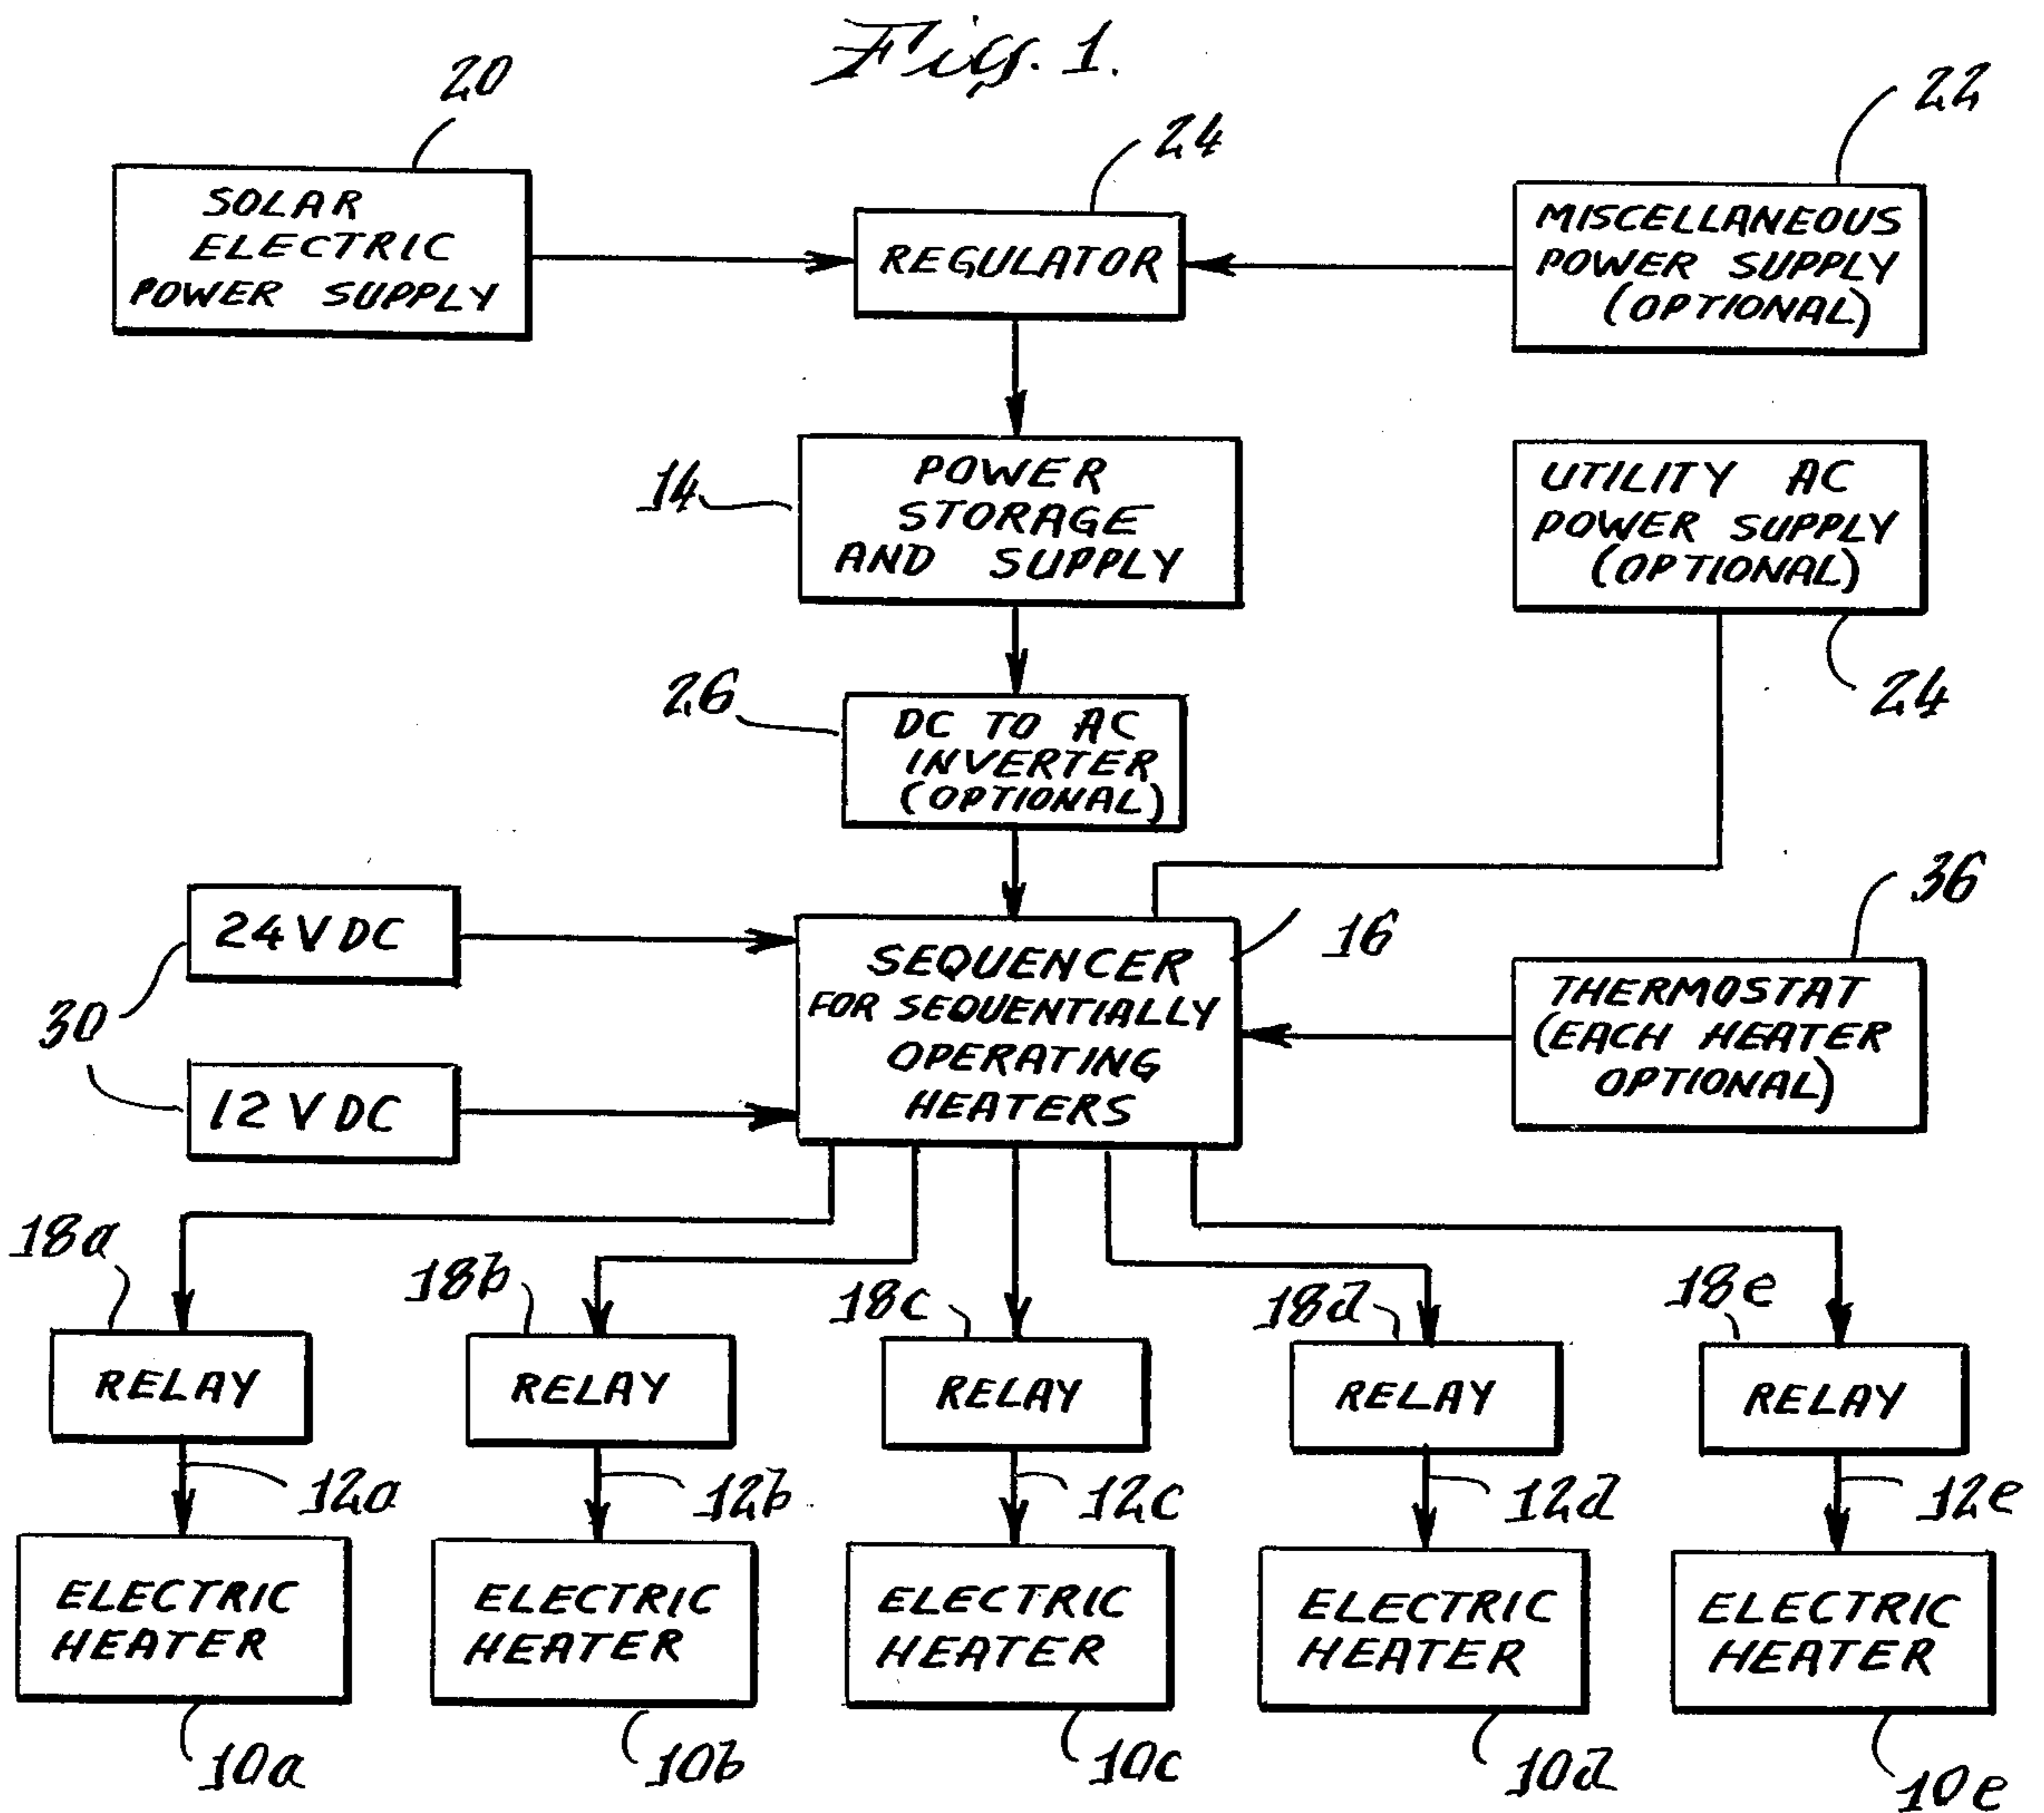 Fig. 1.
20
24
22
SOLAR
ELECTRIC
POWER SUPPLY
REGULATOR
MISCELLANEOUS
POWER SUPPLY
(OPTIONAL)
14
POWER
STORAGE
AND SUPPLY
UTILITY AC
POWER SUPPLY
(OPTIONAL)
24
26
DC TO AC
INVERTER
(OPTIONAL)
24 V DC
30
12 V DC
SEQUENCER
FOR SEQUENTIALLY
OPERATING
HEATERS
16
36
THERMOSTAT
(EACH HEATER
OPTIONAL)
18a
18b
18c
18d
18e
RELAY
RELAY
RELAY
RELAY
RELAY
12a
12b
12c
12d
12e
ELECTRIC
HEATER
ELECTRIC
HEATER
ELECTRIC
HEATER
ELECTRIC
HEATER
ELECTRIC
HEATER
10a
10b
10c
10d
10e